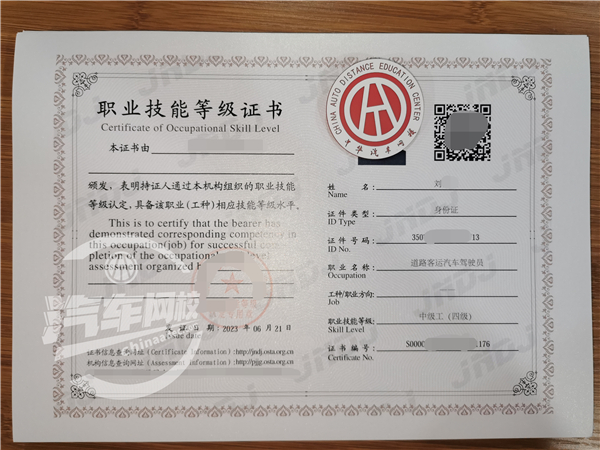 职业技能等级证书
Certificate of Occupational Skill Level
本证书由
颁发，表明持证人通过本机构组织的职业技能
等级认定，具备该职业(工种)相应技能等级水平。
This is to certify that the bearer has
demonstrated corresponding competency in
this occupation(job) for successful com-
pletion of the occupational level
assessment organized
发证日期：2023 年 06 月 21日
Issue date
证书信息查询网址 (Certificate Information) :http://jndj.osta.org.cn
机构信息查询网址 (Assessment Information) :http://pjjg.osta.org.cn
CHINA AUTO DISTANCE EDUCATION CENTER
中华汽车网校
姓 名： 刘
Name
证件类型： 身份证
ID Type
证件号码： 350 13
ID No.
职业名称： 道路客运汽车驾驶员
Occupation
工种/职业方向：
Job
职业技能等级： 中级工（四级）
Skill Level
证书编号： S0000 176
Certificate No.
汽车网校
chinaa
JNDJ